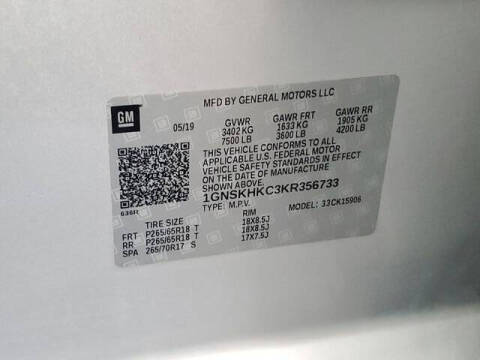 MFD BY GENERAL MOTORS LLC
GM
05/19 GVWR GAWR FRT GAWR RR
3402 KG 1633 KG 1905 KG
7500 LB 3600 LB 4200 LB
THIS VEHICLE CONFORMS TO ALL
APPLICABLE U.S. FEDERAL MOTOR
VEHICLE SAFETY STANDARDS IN EFFECT
ON THE DATE OF MANUFACTURE
SHOWN ABOVE.
1GNSKHKC3KR356733
636R
TYPE: M.P.V. MODEL: 33CK15906
TIRE SIZE RIM
FRT P265/65R18 T 18X8.5J
RR P265/65R18 T 18X8.5J
SPA 265/70R17 S 17X7.5J